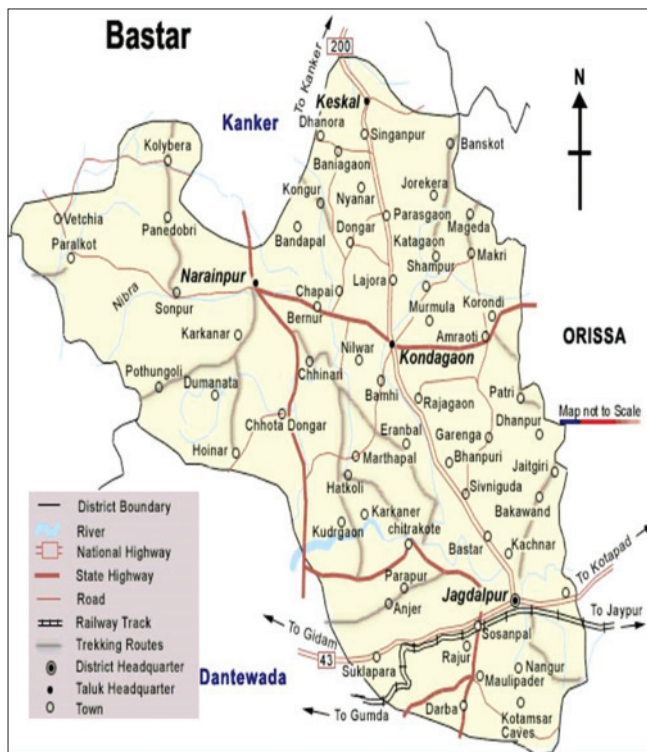 Bastar
200
To Kanker
N
Keskal
Kanker
Dhanora
Singanpur
Banskot
Kolybera
Baniagaon
Kongur
Nyanar
Jorekera
Vetchia
Panedobri
Parasgaon
Mageda
Bandapal
Dongar
Katagaon
Paralkot
Makri
Shampur
Narainpur
Lajora
Nibra
Sonpur
Chapai
Bernur
Murmula
Korondi
Karkanar
Amraoti
ORISSA
Nilwar
Kondagaon
Chhinari
Pothungoli
Dumanata
Bamhi
Rajagaon
Patri
Map not to Scale
Chhota Dongar
Eranbal
Garenga
Dhanpur
Hoinar
Marthapal
Bhanpuri
Jaitgiri
Hatkoli
Sivniguda
Bakawand
District Boundary
River
National Highway
State Highway
Road
Railway Track
Trekking Routes
District Headquarter
Taluk Headquarter
Town
Karkaner
Kudrgaon
chitrakote
Bastar
Kachnar
To Kotapad
Parapur
Anjer
Jagdalpur
To Jaypur
To Gidam
Sosanpal
43
Suklapara
Rajur
Dantewada
Nangur
Maulipader
To Gumda
Darba
Kotamsar
Caves